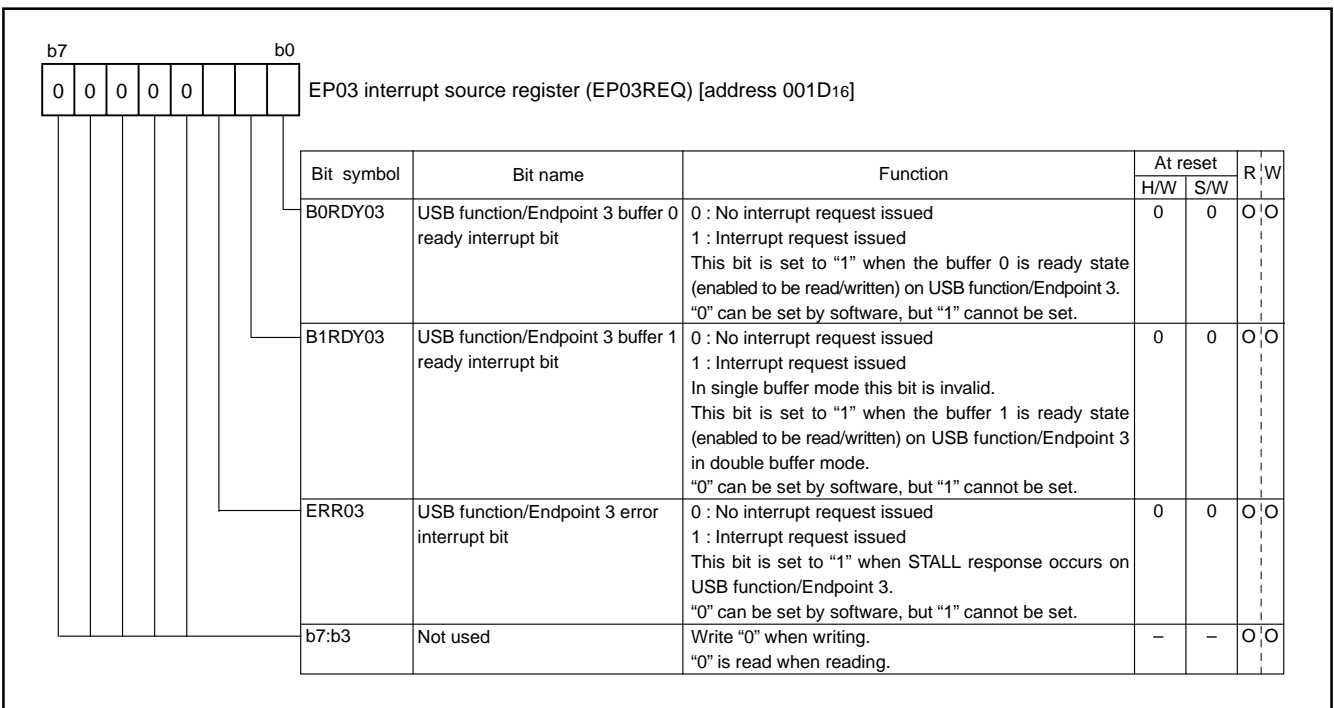 b7 b0
0 0 0 0 0 EP03 interrupt source register (EP03REQ) [address 001D16]
Bit symbol Bit name Function At reset R W
H/W S/W
B0RDY03 USB function/Endpoint 3 buffer 0 0 : No interrupt request issued 0 0 O O
ready interrupt bit 1 : Interrupt request issued
This bit is set to “1” when the buffer 0 is ready state
(enabled to be read/written) on USB function/Endpoint 3.
“0” can be set by software, but “1” cannot be set.
B1RDY03 USB function/Endpoint 3 buffer 1 0 : No interrupt request issued 0 0 O O
ready interrupt bit 1 : Interrupt request issued
In single buffer mode this bit is invalid.
This bit is set to “1” when the buffer 1 is ready state
(enabled to be read/written) on USB function/Endpoint 3
in double buffer mode.
“0” can be set by software, but “1” cannot be set.
ERR03 USB function/Endpoint 3 error 0 : No interrupt request issued 0 0 O O
interrupt bit 1 : Interrupt request issued
This bit is set to “1” when STALL response occurs on
USB function/Endpoint 3.
“0” can be set by software, but “1” cannot be set.
b7:b3 Not used Write “0” when writing. – – O O
“0” is read when reading.